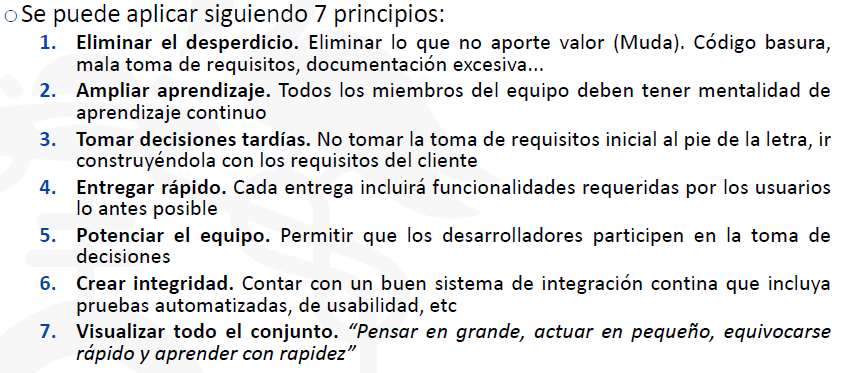 ○Se puede aplicar siguiendo 7 principios:
1. Eliminar el desperdicio. Eliminar lo que no aporte valor (Muda). Código basura,
mala toma de requisitos, documentación excesiva...
2. Ampliar aprendizaje. Todos los miembros del equipo deben tener mentalidad de
aprendizaje continuo
3. Tomar decisiones tardías. No tomar la toma de requisitos inicial al pie de la letra, ir
construyéndola con los requisitos del cliente
4. Entregar rápido. Cada entrega incluirá funcionalidades requeridas por los usuarios
lo antes posible
5. Potenciar el equipo. Permitir que los desarrolladores participen en la toma de
decisiones
6. Crear integridad. Contar con un buen sistema de integración contina que incluya
pruebas automatizadas, de usabilidad, etc
7. Visualizar todo el conjunto. “Pensar en grande, actuar en pequeño, equivocarse
rápido y aprender con rapidez”